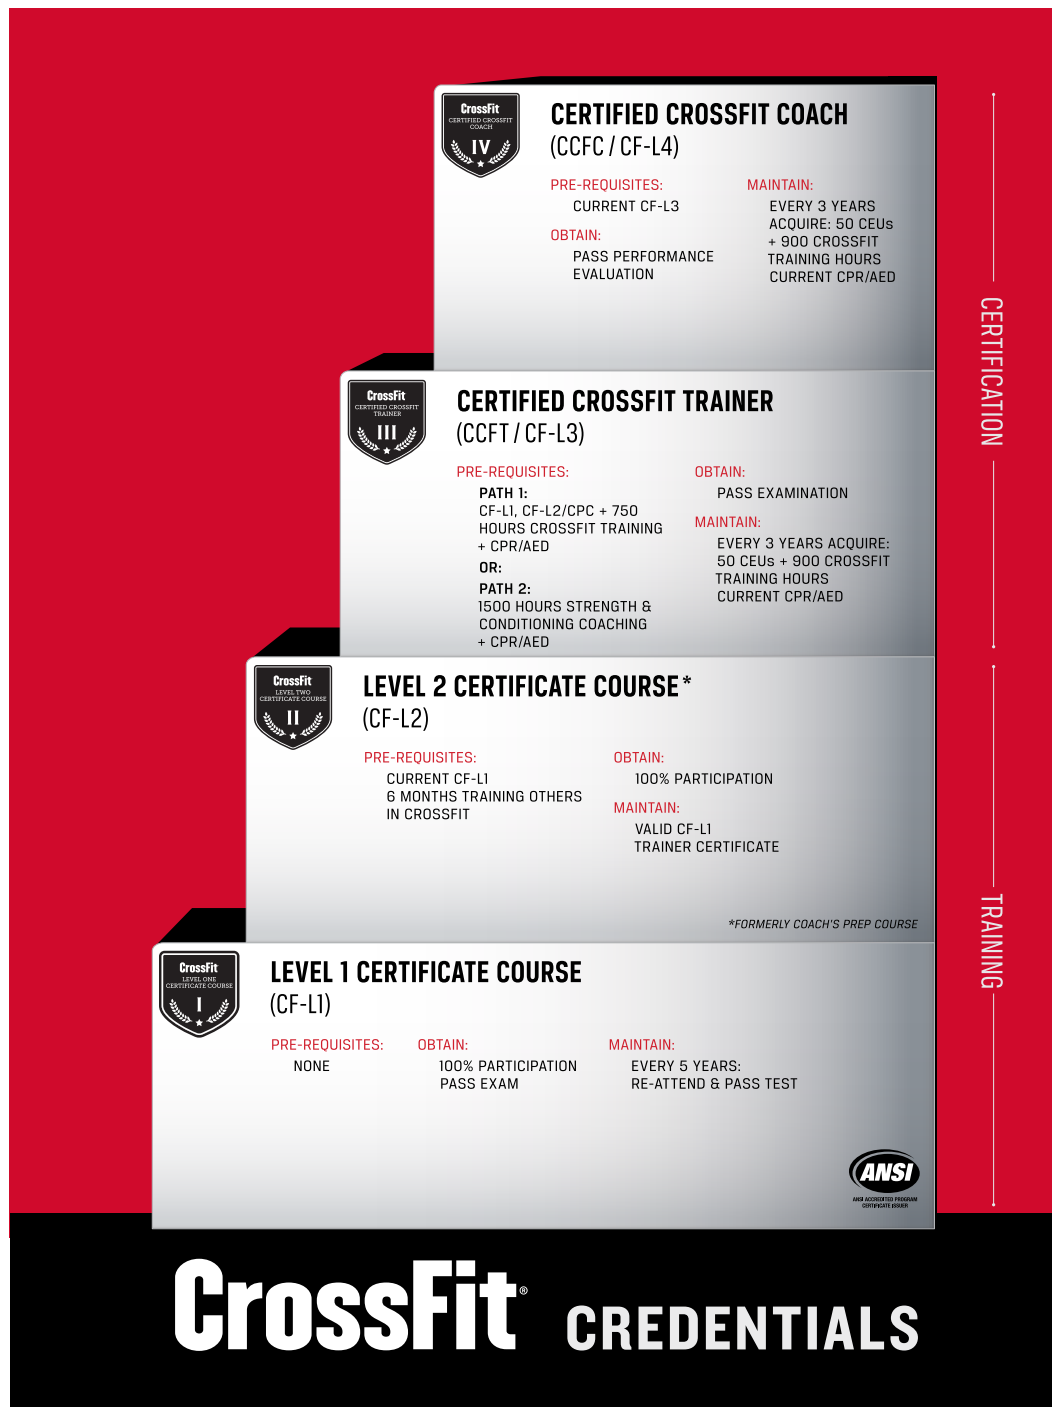 CrossFit
CERTIFIED CROSSFIT
COACH
IV
CERTIFIED CROSSFIT COACH
(CCFC / CF-L4)
PRE-REQUISITES:
CURRENT CF-L3
OBTAIN:
PASS PERFORMANCE
EVALUATION
MAINTAIN:
EVERY 3 YEARS
ACQUIRE: 50 CEUs
+ 900 CROSSFIT
TRAINING HOURS
CURRENT CPR/AED
CERTIFICATION
CrossFit
CERTIFIED CROSSFIT
TRAINER
III
CERTIFIED CROSSFIT TRAINER
(CCFT / CF-L3)
PRE-REQUISITES:
PATH 1:
CF-L1, CF-L2/CPC + 750
HOURS CROSSFIT TRAINING
+ CPR/AED
OR:
PATH 2:
1500 HOURS STRENGTH &
CONDITIONING COACHING
+ CPR/AED
OBTAIN:
PASS EXAMINATION
MAINTAIN:
EVERY 3 YEARS ACQUIRE:
50 CEUs + 900 CROSSFIT
TRAINING HOURS
CURRENT CPR/AED
CrossFit
LEVEL TWO
CERTIFICATE COURSE
II
LEVEL 2 CERTIFICATE COURSE*
(CF-L2)
PRE-REQUISITES:
CURRENT CF-L1
6 MONTHS TRAINING OTHERS
IN CROSSFIT
OBTAIN:
100% PARTICIPATION
MAINTAIN:
VALID CF-L1
TRAINER CERTIFICATE
*FORMERLY COACH'S PREP COURSE
TRAINING
CrossFit
LEVEL ONE
CERTIFICATE COURSE
I
LEVEL 1 CERTIFICATE COURSE
(CF-L1)
PRE-REQUISITES:
NONE
OBTAIN:
100% PARTICIPATION
PASS EXAM
MAINTAIN:
EVERY 5 YEARS:
RE-ATTEND & PASS TEST
ANSI
ANSI ACCREDITED PROGRAM
CERTIFICATE ISSUER
CrossFit® CREDENTIALS